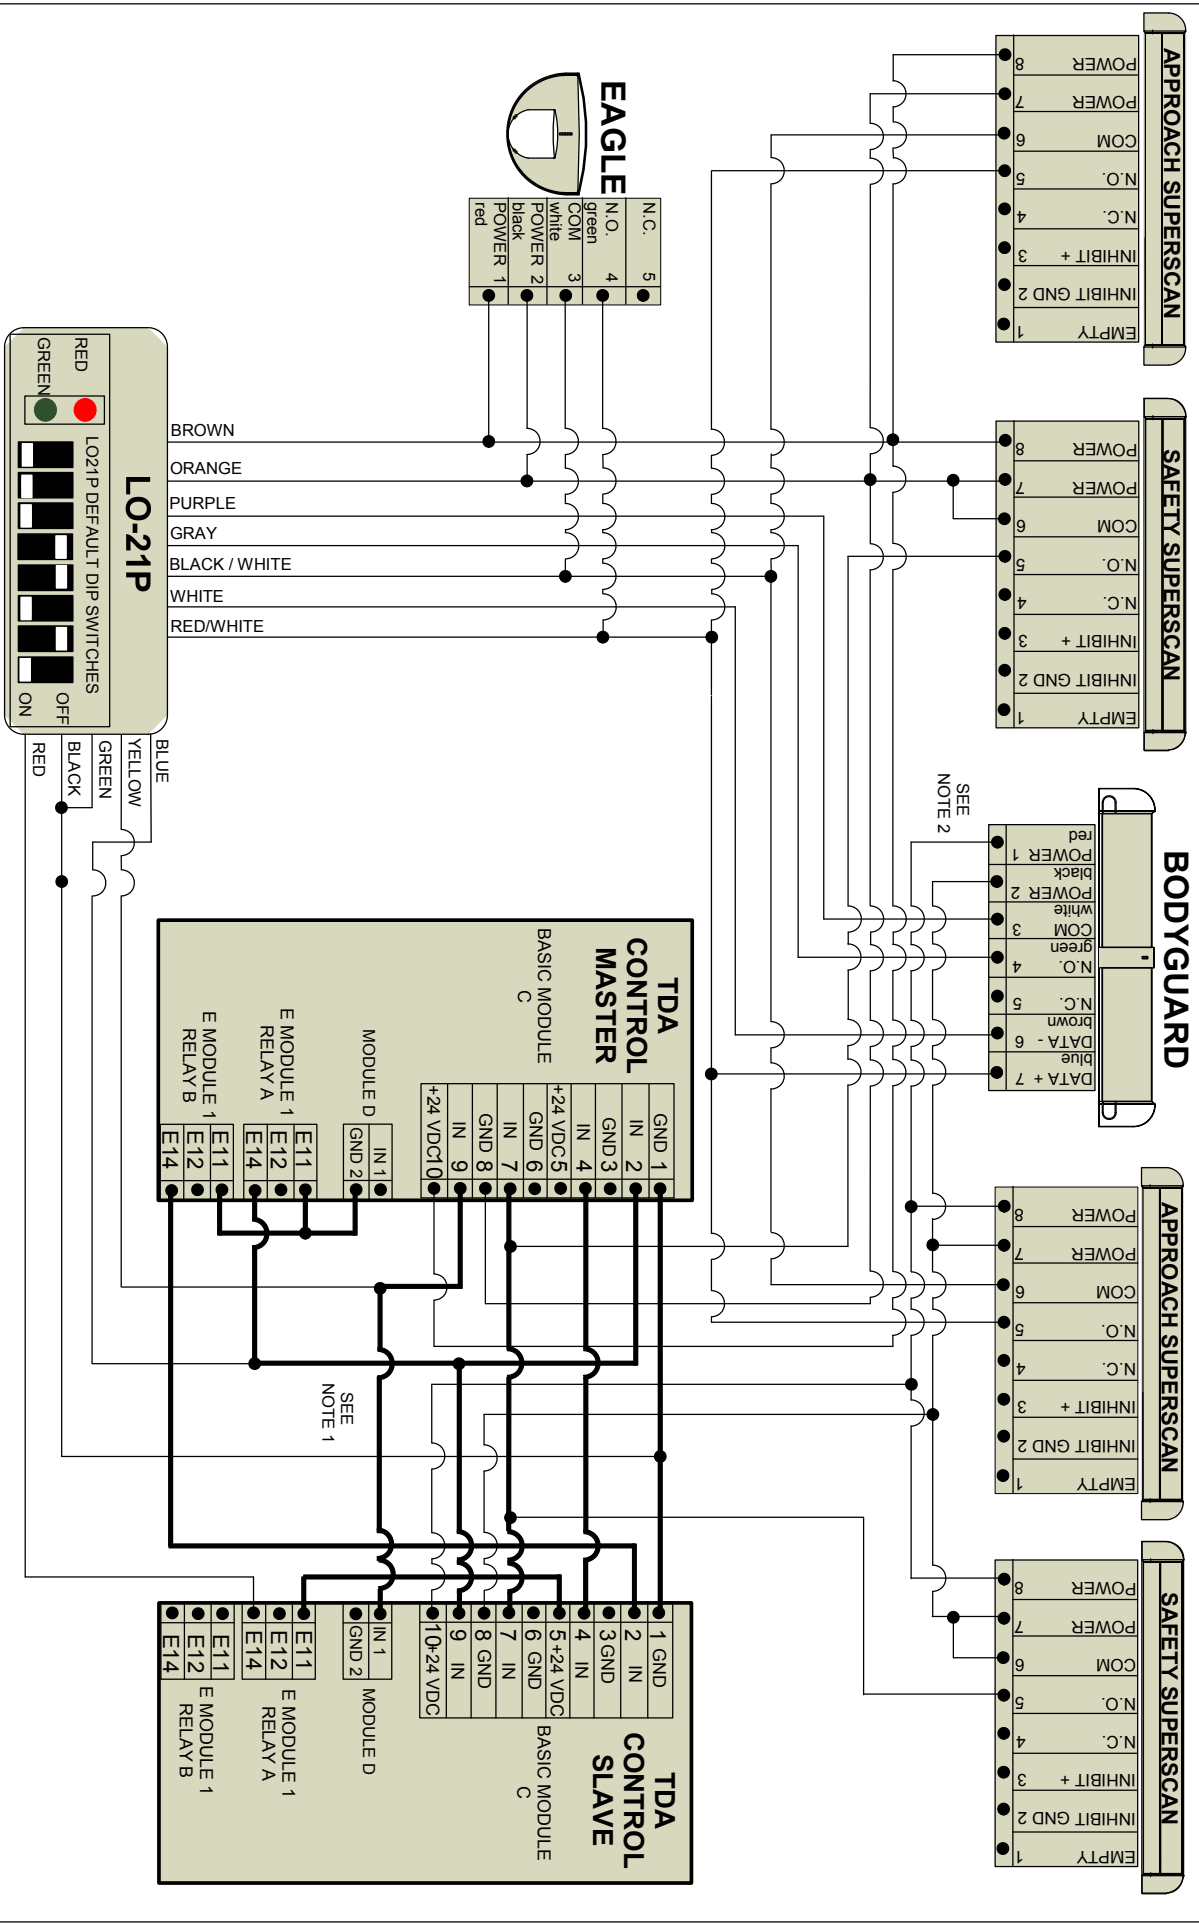 APPROACH SUPERSCAN
POWER 8
POWER 7
COM 6
N.O. 5
N.C. 4
INHIBIT + 3
INHIBIT GND 2
EMPTY 1
SAFETY SUPERSCAN
POWER 8
POWER 7
COM 6
N.O. 5
N.C. 4
INHIBIT + 3
INHIBIT GND 2
EMPTY 1
BODYGUARD
SEE
NOTE 2
red
POWER 1
black
POWER 2
white
COM 3
green
N.O. 4
N.C. 5
brown
DATA - 6
blue
DATA + 7
APPROACH SUPERSCAN
POWER 8
POWER 7
COM 6
N.O. 5
N.C. 4
INHIBIT + 3
INHIBIT GND 2
EMPTY 1
SAFETY SUPERSCAN
POWER 8
POWER 7
COM 6
N.O. 5
N.C. 4
INHIBIT + 3
INHIBIT GND 2
EMPTY 1
EAGLE
N.C. 5
N.O. 4
green
COM 3
white
POWER 2
black
POWER 1
red
LO-21P
RED
GREEN
LO21P DEFAULT DIP SWITCHES
OFF
ON
BROWN
ORANGE
PURPLE
GRAY
BLACK / WHITE
WHITE
RED/WHITE
BLUE
YELLOW
GREEN
BLACK
RED
TDA
CONTROL
MASTER
BASIC MODULE
C
GND 1
IN 2
GND 3
IN 4
+24 VDC 5
GND 6
IN 7
GND 8
IN 9
+24 VDC 10
MODULE D
IN 1
GND 2
E MODULE 1
RELAY A
E11
E12
E14
E MODULE 1
RELAY B
E11
E12
E14
SEE
NOTE 1
TDA
CONTROL
SLAVE
BASIC MODULE
C
1 GND
2 IN
3 GND
4 IN
5 +24 VDC
6 GND
7 IN
8 GND
9 IN
10 +24 VDC
MODULE D
IN 1
GND 2
E MODULE 1
RELAY A
E11
E12
E14
E MODULE 1
RELAY B
E11
E12
E14